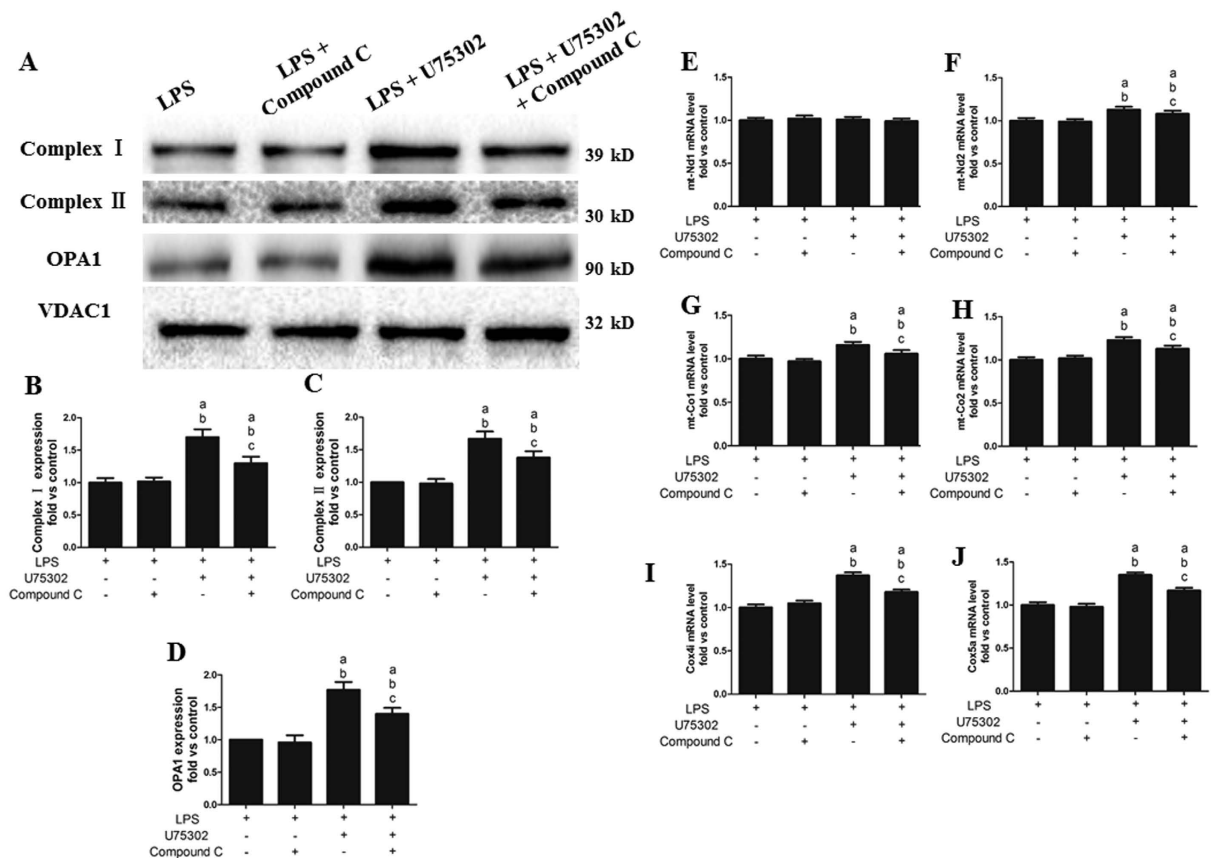 A
LPS
LPS +
Compound C
LPS + U75302
LPS + U75302
+ Compound C
Complex Ⅰ
39 kD
Complex Ⅱ
30 kD
OPA1
90 kD
VDAC1
32 kD
B
Complex Ⅰ expression
fold vs control
2.0
1.5
1.0
0.5
0.0
a
b
a
b
c
LPS + + + +
U75302 - - + +
Compound C - + - +
C
Complex Ⅱ expression
fold vs control
2.0
1.5
1.0
0.5
0.0
a
b
a
b
c
LPS + + + +
U75302 - - + +
Compound C - + - +
D
OPA1 expression
fold vs control
2.0
1.5
1.0
0.5
0.0
a
b
a
b
c
LPS + + + +
U75302 - - + +
Compound C - + - +
E
mt-Nd1 mRNA level
fold vs control
1.5
1.0
0.5
0.0
LPS + + + +
U75302 - - + +
Compound C - + - +
F
mt-Nd2 mRNA level
fold vs control
1.5
1.0
0.5
0.0
a
b
a
b
c
LPS + + + +
U75302 - - + +
Compound C - + - +
G
mt-Co1 mRNA level
fold vs control
1.5
1.0
0.5
0.0
a
b
a
b
c
LPS + + + +
U75302 - - + +
Compound C - + - +
H
mt-Co2 mRNA level
fold vs control
1.5
1.0
0.5
0.0
a
b
a
b
c
LPS + + + +
U75302 - - + +
Compound C - + - +
I
Cox4i mRNA level
fold vs control
1.5
1.0
0.5
0.0
a
b
a
b
c
LPS + + + +
U75302 - - + +
Compound C - + - +
J
Cox5a mRNA level
fold vs control
1.5
1.0
0.5
0.0
a
b
a
b
c
LPS + + + +
U75302 - - + +
Compound C - + - +